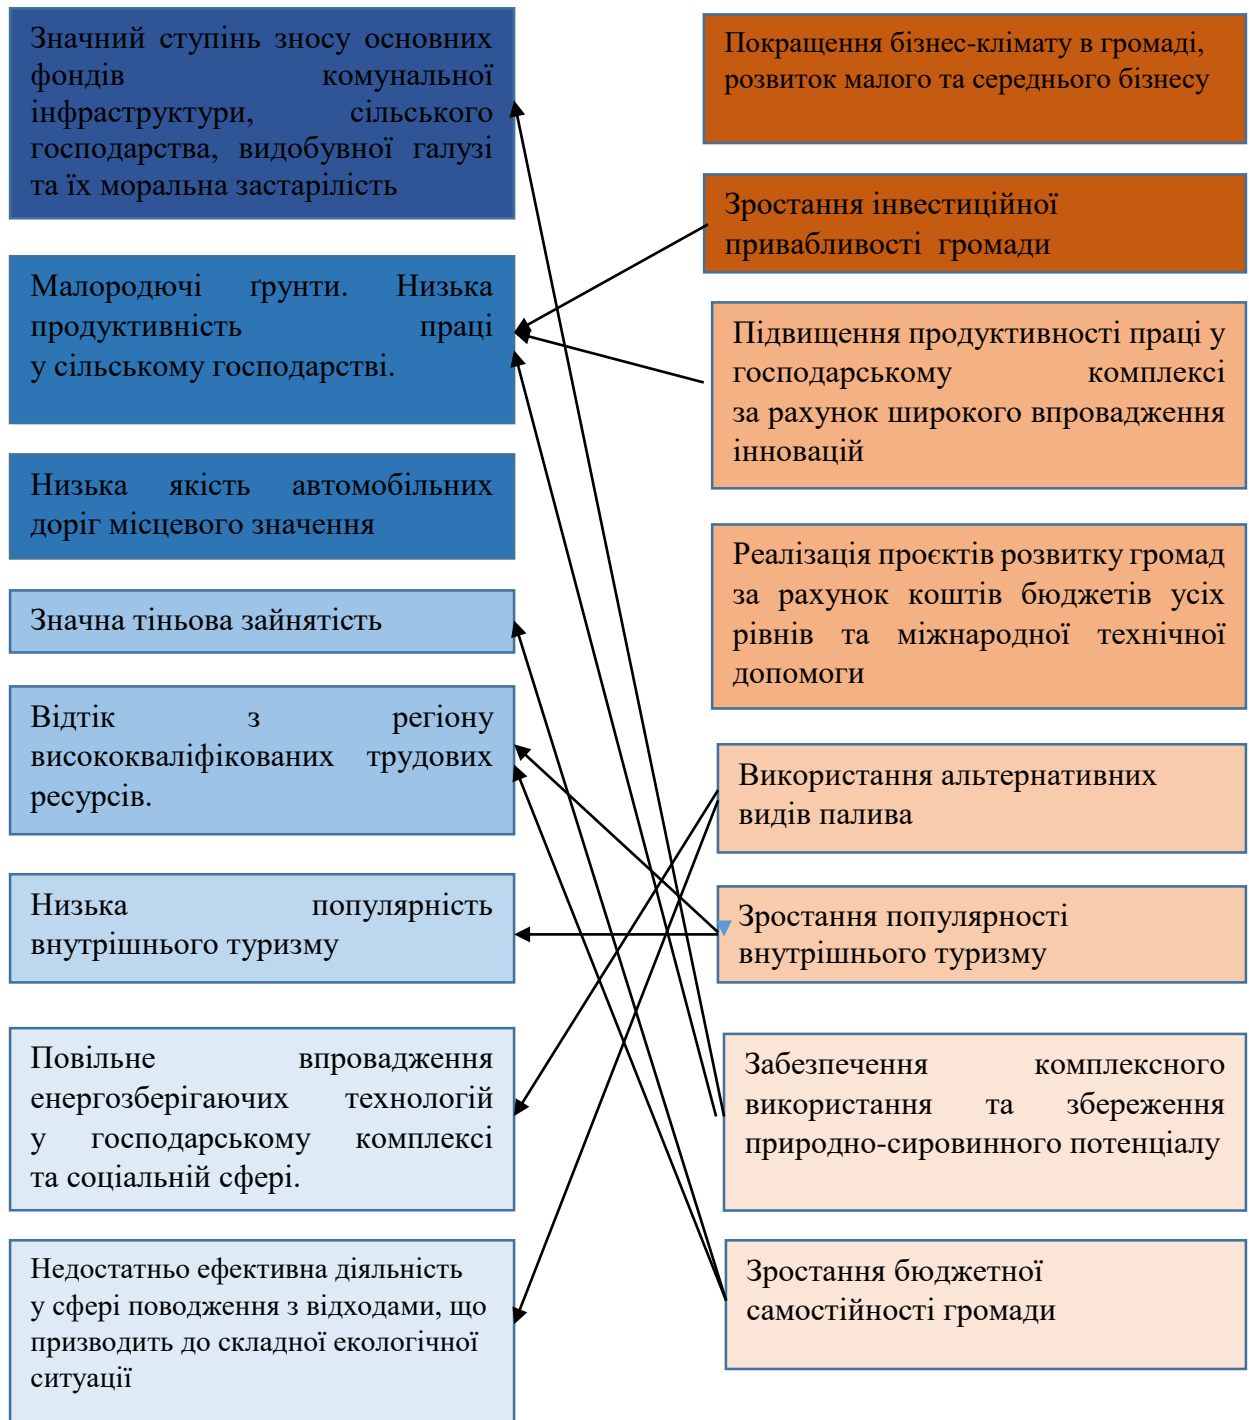 Значний ступінь зносу основних
фондів комунальної
інфраструктури, сільського
господарства, видобувної галузі
та їх моральна застарілість
Малородючі ґрунти. Низька
продуктивність праці
у сільському господарстві.
Низька якість автомобільних
доріг місцевого значення
Значна тіньова зайнятість
Відтік з регіону
висококваліфікованих трудових
ресурсів.
Низька популярність
внутрішнього туризму
Повільне впровадження
енергозберігаючих технологій
у господарському комплексі
та соціальній сфері.
Недостатньо ефективна діяльність
у сфері поводження з відходами, що
призводить до складної екологічної
ситуації
Покращення бізнес-клімату в громаді,
розвиток малого та середнього бізнесу
Зростання інвестиційної
привабливості громади
Підвищення продуктивності праці у
господарському комплексі
за рахунок широкого впровадження
інновацій
Реалізація проєктів розвитку громад
за рахунок коштів бюджетів усіх
рівнів та міжнародної технічної
допомоги
Використання альтернативних
видів палива
Зростання популярності
внутрішнього туризму
Забезпечення комплексного
використання та збереження
природно-сировинного потенціалу
Зростання бюджетної
самостійності громади